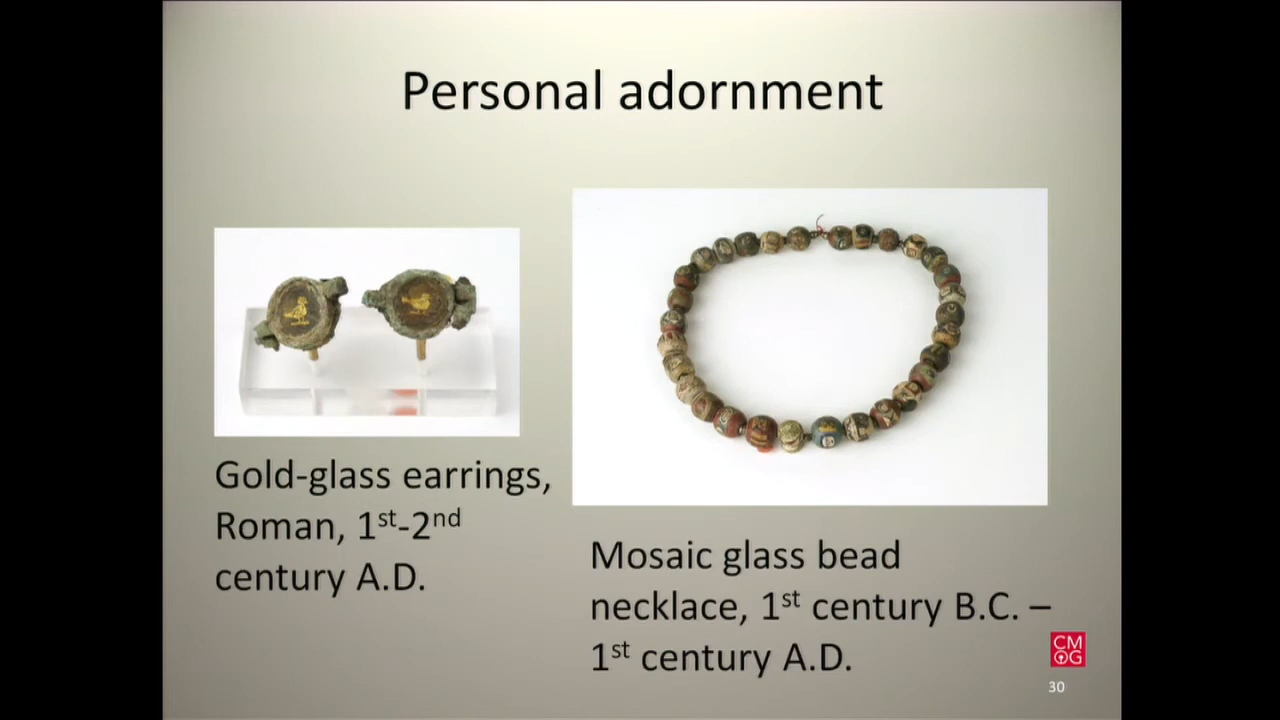 Personal adornment
Gold-glass earrings,
Roman, 1st-2nd
century A.D.
Mosaic glass bead
necklace, 1st century B.C. –
1st century A.D.
CM
OG
30